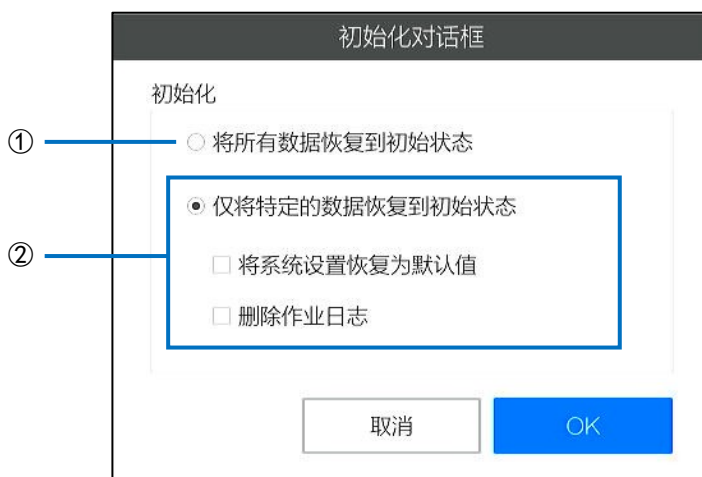 初始化对话框
初始化
① 将所有数据恢复到初始状态
② 仅将特定的数据恢复到初始状态
将系统设置恢复为默认值
删除作业日志
取消 OK